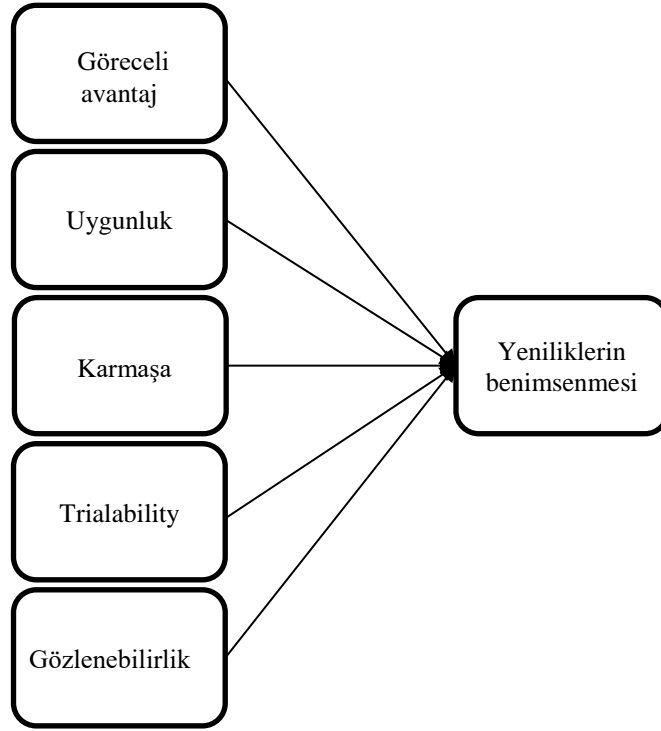 Göreceli
avantaj
Uygunluk
Karmaşa
Trialability
Gözlenebilirlik
Yeniliklerin
benimsenmesi